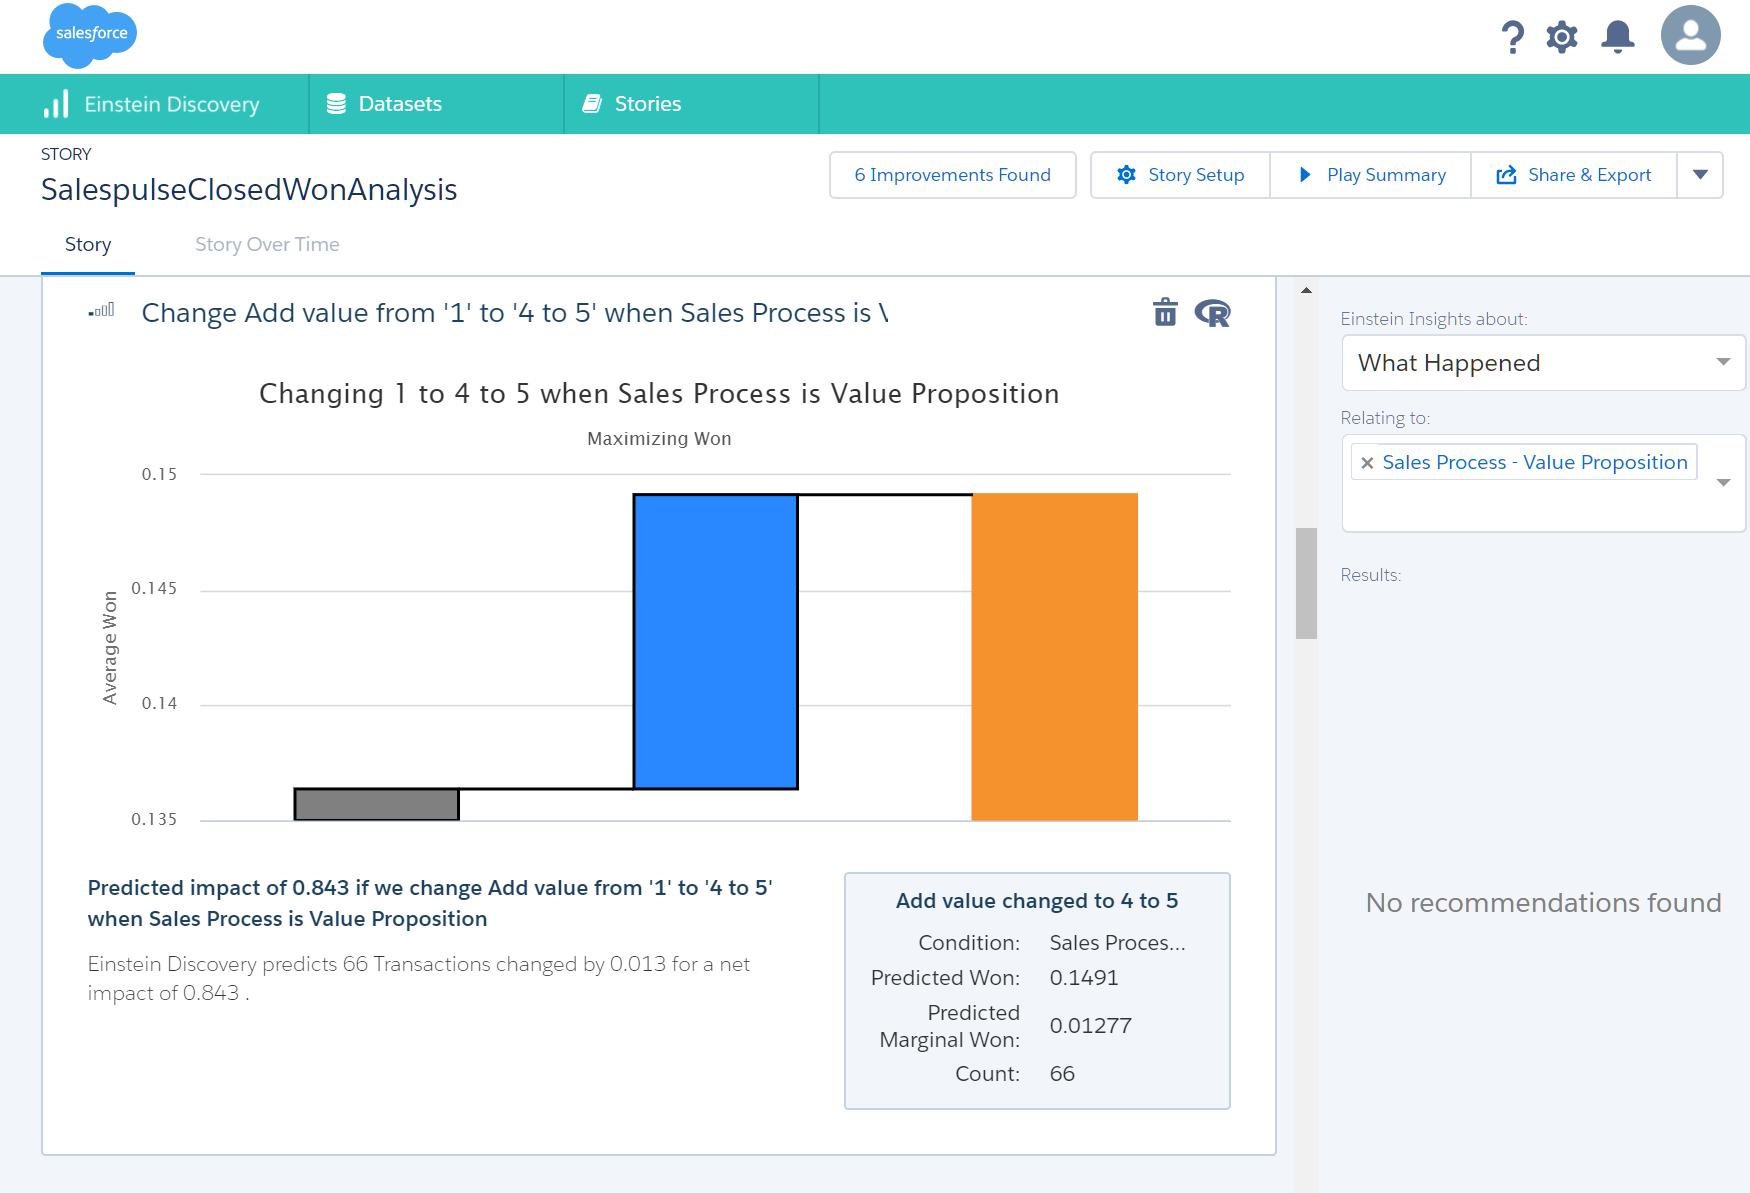 salesforce
Einstein Discovery
Datasets
Stories
STORY
SalespulseClosedWonAnalysis
6 Improvements Found
Story Setup
Play Summary
Share & Export
Story
Story Over Time
Change Add value from '1' to '4 to 5' when Sales Process is
R
Changing 1 to 4 to 5 when Sales Process is Value Proposition
Maximizing Won
0.15
0.145
0.14
0.135
Average Won
Predicted impact of 0.843 if we change Add value from '1' to '4 to 5'
when Sales Process is Value Proposition
Einstein Discovery predicts 66 Transactions changed by 0.013 for a net
impact of 0.843 .
Add value changed to 4 to 5
Condition: Sales Proces...
Predicted Won: 0.1491
Predicted
Marginal Won: 0.01277
Count: 66
Einstein Insights about:
What Happened
Relating to:
× Sales Process - Value Proposition
Results:
No recommendations found